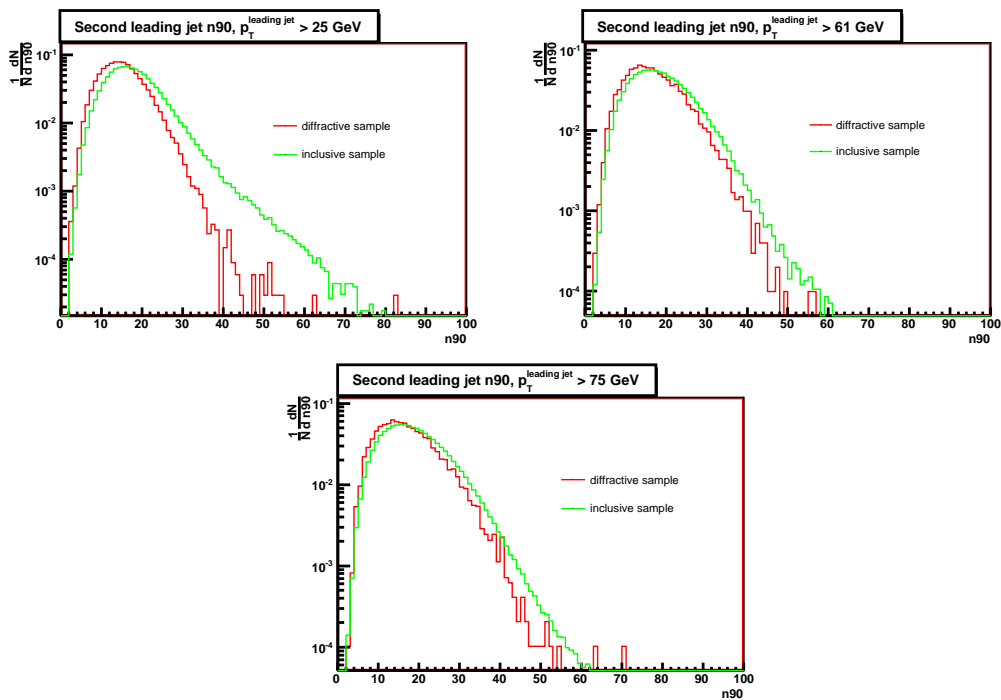 Second leading jet n90, p_T^leading jet > 25 GeV
1/N dN/d n90
10^-1
10^-2
10^-3
10^-4
diffractive sample
inclusive sample
0 10 20 30 40 50 60 70 80 90 100
n90
Second leading jet n90, p_T^leading jet > 61 GeV
1/N dN/d n90
10^-1
10^-2
10^-3
10^-4
diffractive sample
inclusive sample
0 10 20 30 40 50 60 70 80 90 100
n90
Second leading jet n90, p_T^leading jet > 75 GeV
1/N dN/d n90
10^-1
10^-2
10^-3
10^-4
diffractive sample
inclusive sample
0 10 20 30 40 50 60 70 80 90 100
n90